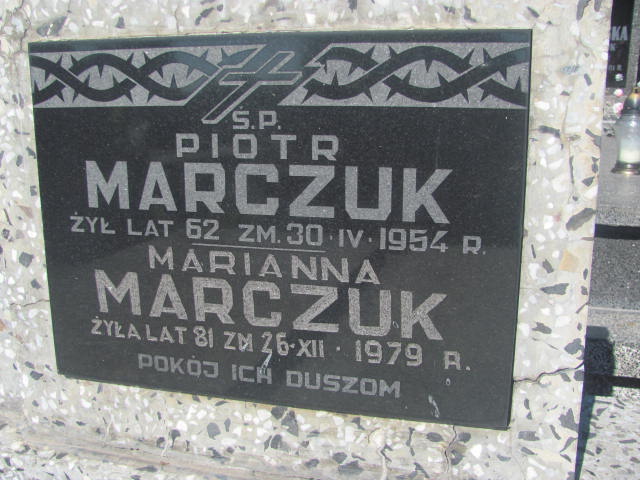 Ś.P.
PIOTR
MARCZUK
ŻYŁ LAT 62 ZM. 30·IV·1954 R.
MARIANNA
MARCZUK
ŻYŁA LAT 81 ZM 26·XII·1979 R.
POKÓJ ICH DUSZOM